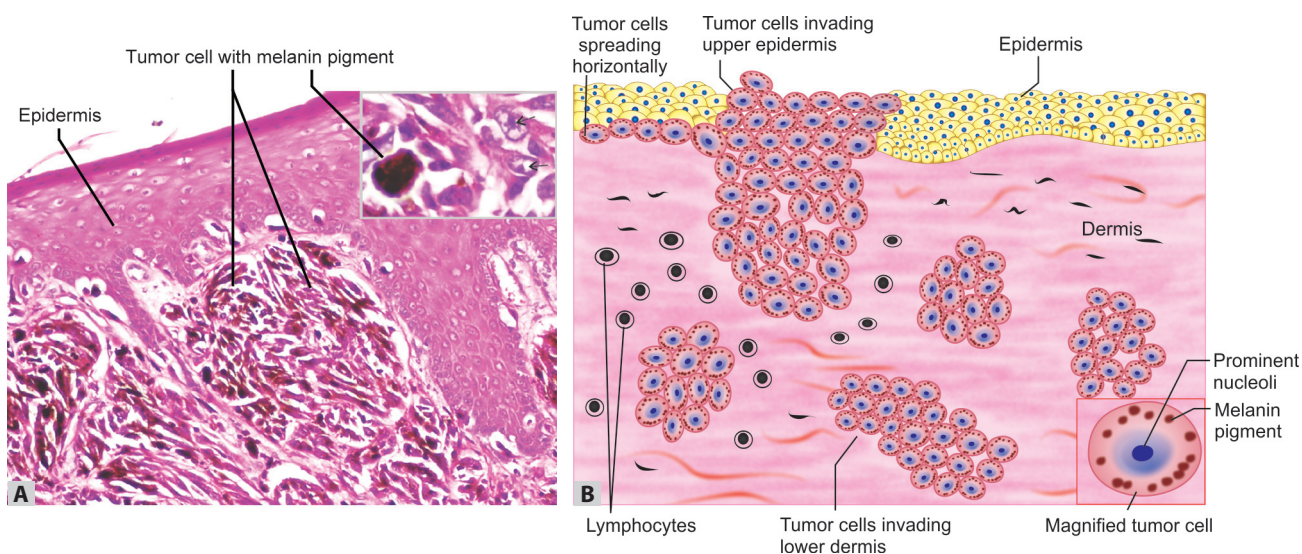 Tumor cell with melanin pigment
Epidermis
A
Tumor cells
spreading
horizontally
Tumor cells invading
upper epidermis
Epidermis
Dermis
Prominent
nucleoli
Melanin
pigment
B
Lymphocytes
Tumor cells invading
lower dermis
Magnified tumor cell